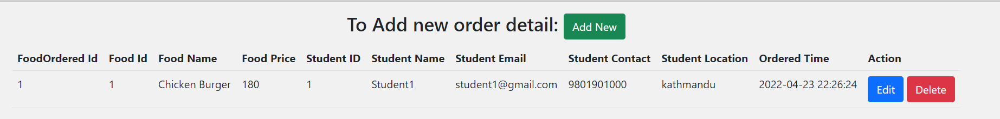 To Add new order detail: Add New
FoodOrdered Id Food Id Food Name Food Price Student ID Student Name Student Email Student Contact Student Location Ordered Time Action
1 1 Chicken Burger 180 1 Student1 student1@gmail.com 9801901000 kathmandu 2022-04-23 22:26:24 Edit Delete